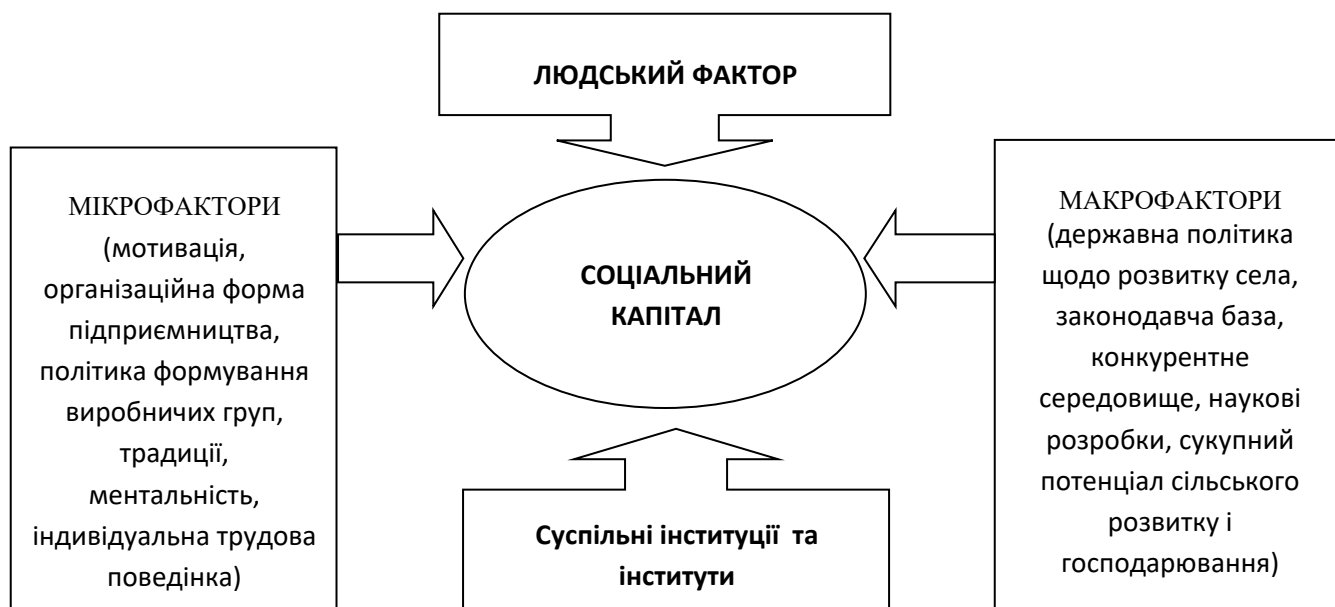 ЛЮДСЬКИЙ ФАКТОР
МІКРОФАКТОРИ
(мотивація,
організаційна форма
підприємництва,
політика формування
виробничих груп,
традиції,
ментальність,
індивідуальна трудова
поведінка)
СОЦІАЛЬНИЙ
КАПІТАЛ
МАКРОФАКТОРИ
(державна політика
щодо розвитку села,
законодавча база,
конкурентне
середовище, наукові
розробки, сукупний
потенціал сільського
розвитку і
господарювання)
Суспільні інституції та
інститути